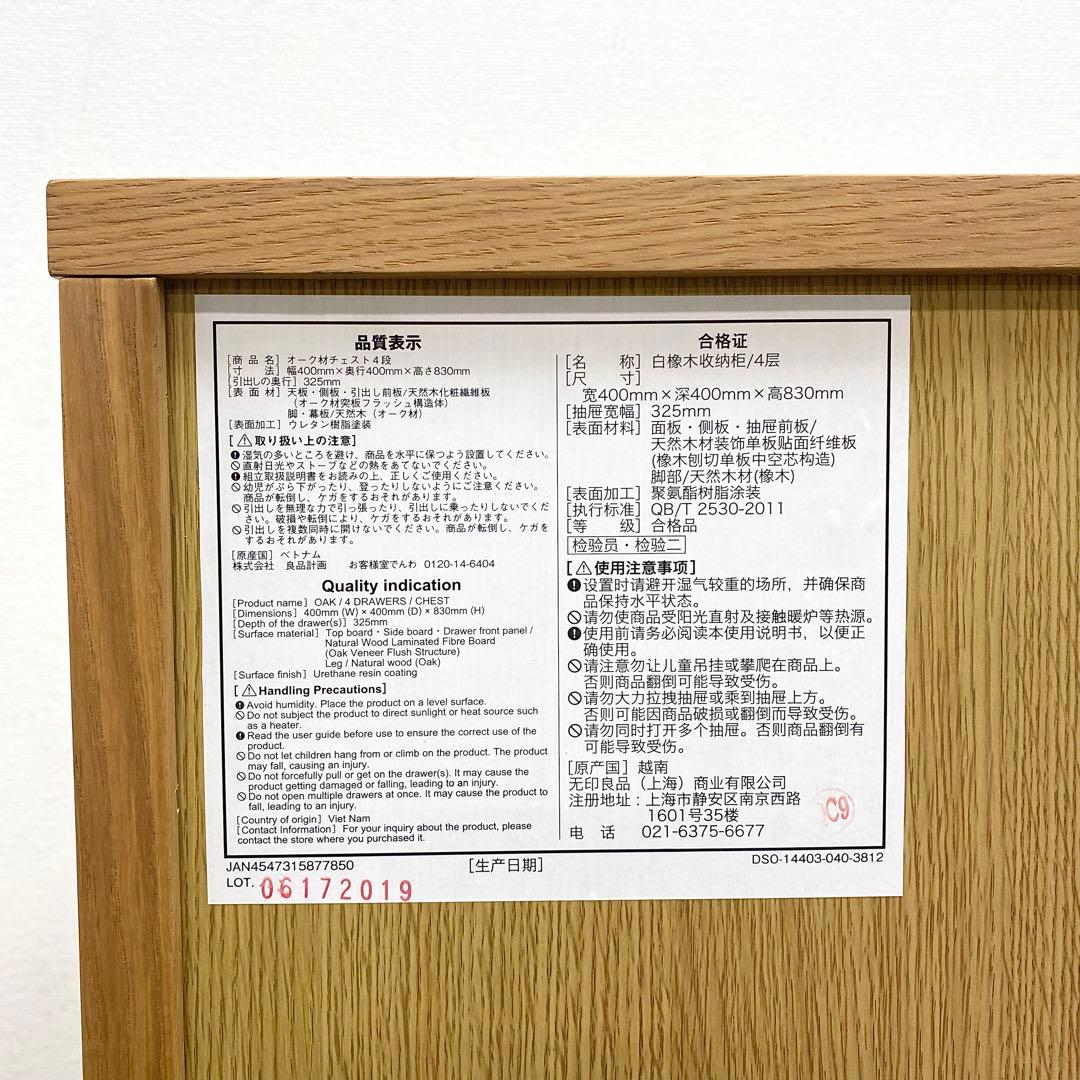 品質表示
[商 品 名] オーク材チェスト4段
[寸 法] 幅400mm×奥行400mm×高さ830mm
[引出しの奥行] 325mm
[表 面 材] 天板・側板・引出し前板/天然木化粧繊維板
(オーク材突板フラッシュ構造体)
脚・幕板/天然木(オーク材)
[表面加工] ウレタン樹脂塗装
[⚠取り扱い上の注意]
湿気の多いところを避け、商品を水平に保つよう設置してください。
直射日光やストーブなどの熱をあてないでください。
組立取扱説明書をお読みの上、正しくご使用ください。
幼児がぶら下がったり、登ったりしないようにご注意ください。
商品が転倒し、ケガをするおそれがあります。
引出しを無理な力で引っ張ったり、引出しに乗ったりしないでくだ
さい。破損や転倒により、ケガをするおそれがあります。
引出しを複数同時に開けないでください。商品が転倒し、ケガを
するおそれがあります。
[原産国] ベトナム
株式会社 良品計画 お客様室でんわ 0120-14-6404
Quality indication
[Product name] OAK / 4 DRAWERS / CHEST
[Dimensions] 400mm (W) × 400mm (D) × 830mm (H)
[Depth of the drawer(s)] 325mm
[Surface material] Top board・Side board・Drawer front panel /
Natural Wood Laminated Fibre Board
(Oak Veneer Flush Structure)
Leg / Natural wood (Oak)
[Surface finish] Urethane resin coating
[⚠Handling Precautions]
Avoid humidity. Place the product on a level surface.
Do not subject the product to direct sunlight or heat source such
as a heater.
Read the user guide before use to ensure the correct use of the
product.
Do not let children hang from or climb on the product. The product
may fall, causing an injury.
Do not forcefully pull or get on the drawer(s). It may cause the
product getting damaged or falling, leading to an injury.
Do not open multiple drawers at once. It may cause the product to
fall, leading to an injury.
[Country of origin] Viet Nam
[Contact Information] For your inquiry about the product, please
contact the store where you purchased it.
合格证
[名 称] 白橡木收纳柜/4层
[尺 寸]
宽400mm×深400mm×高830mm
[抽屉宽幅] 325mm
[表面材料] 面板・侧板・抽屉前板/
天然木材装饰单板贴面纤维板
(橡木刨切单板中空芯构造)
脚部/天然木材(橡木)
[表面加工] 聚氨酯树脂涂装
[执行标准] QB/T 2530-2011
[等 级] 合格品
检验员・检验二
[⚠使用注意事项]
设置时请避开湿气较重的场所，并确保商
品保持水平状态。
请勿使商品受阳光直射及接触暖炉等热源。
使用前请务必阅读本使用说明书，以便正
确使用。
请注意勿让儿童吊挂或攀爬在商品上。
否则商品翻倒可能导致受伤。
请勿大力拉拽抽屉或乘到抽屉上方。
否则可能因商品破损或翻倒而导致受伤。
请勿同时打开多个抽屉。否则商品翻倒有
可能导致受伤。
[原产国] 越南
无印良品（上海）商业有限公司
注册地址：上海市静安区南京西路
1601号35楼
电 话 021-6375-6677
C9
JAN4547315877850
[生产日期]
DSO-14403-040-3812
LOT. 06172019